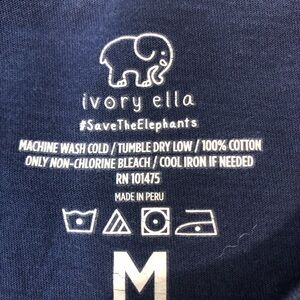 ivory ella
#SaveTheElephants
MACHINE WASH COLD / TUMBLE DRY LOW / 100% COTTON
ONLY NON-CHLORINE BLEACH / COOL IRON IF NEEDED
RN 101475
MADE IN PERU
M